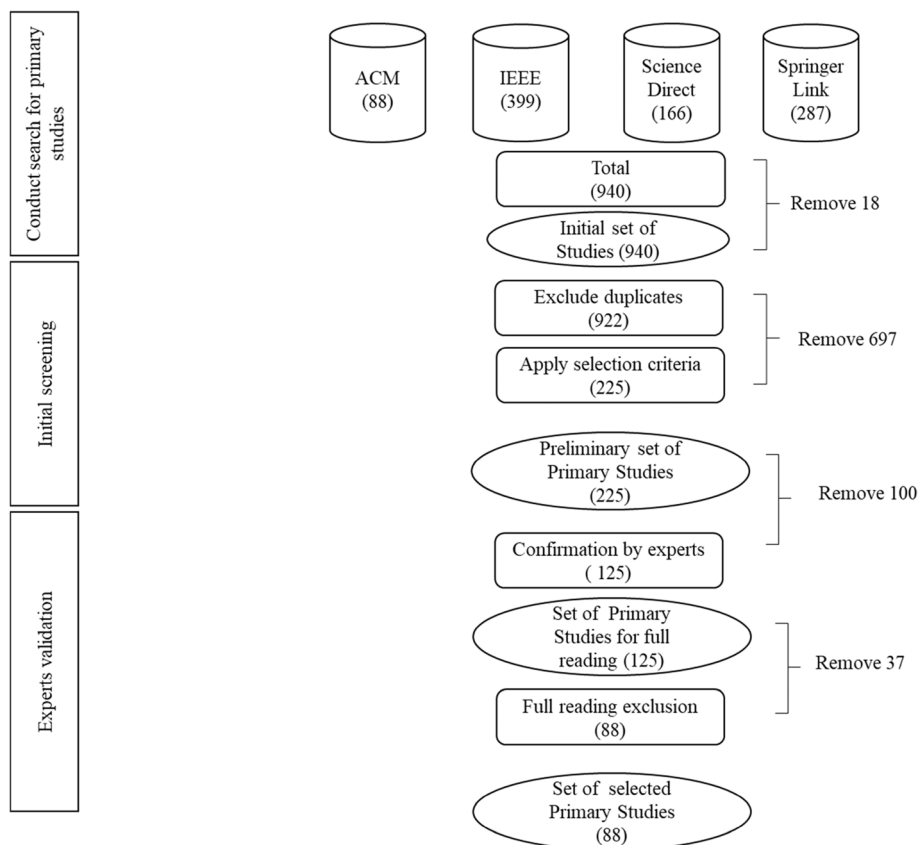 Conduct search for primary
studies
ACM
(88)
IEEE
(399)
Science
Direct
(166)
Springer
Link
(287)
Total
(940)
Initial set of
Studies (940)
Remove 18
Initial screening
Exclude duplicates
(922)
Apply selection criteria
(225)
Remove 697
Preliminary set of
Primary Studies
(225)
Remove 100
Experts validation
Confirmation by experts
( 125)
Set of Primary
Studies for full
reading (125)
Remove 37
Full reading exclusion
(88)
Set of selected
Primary Studies
(88)